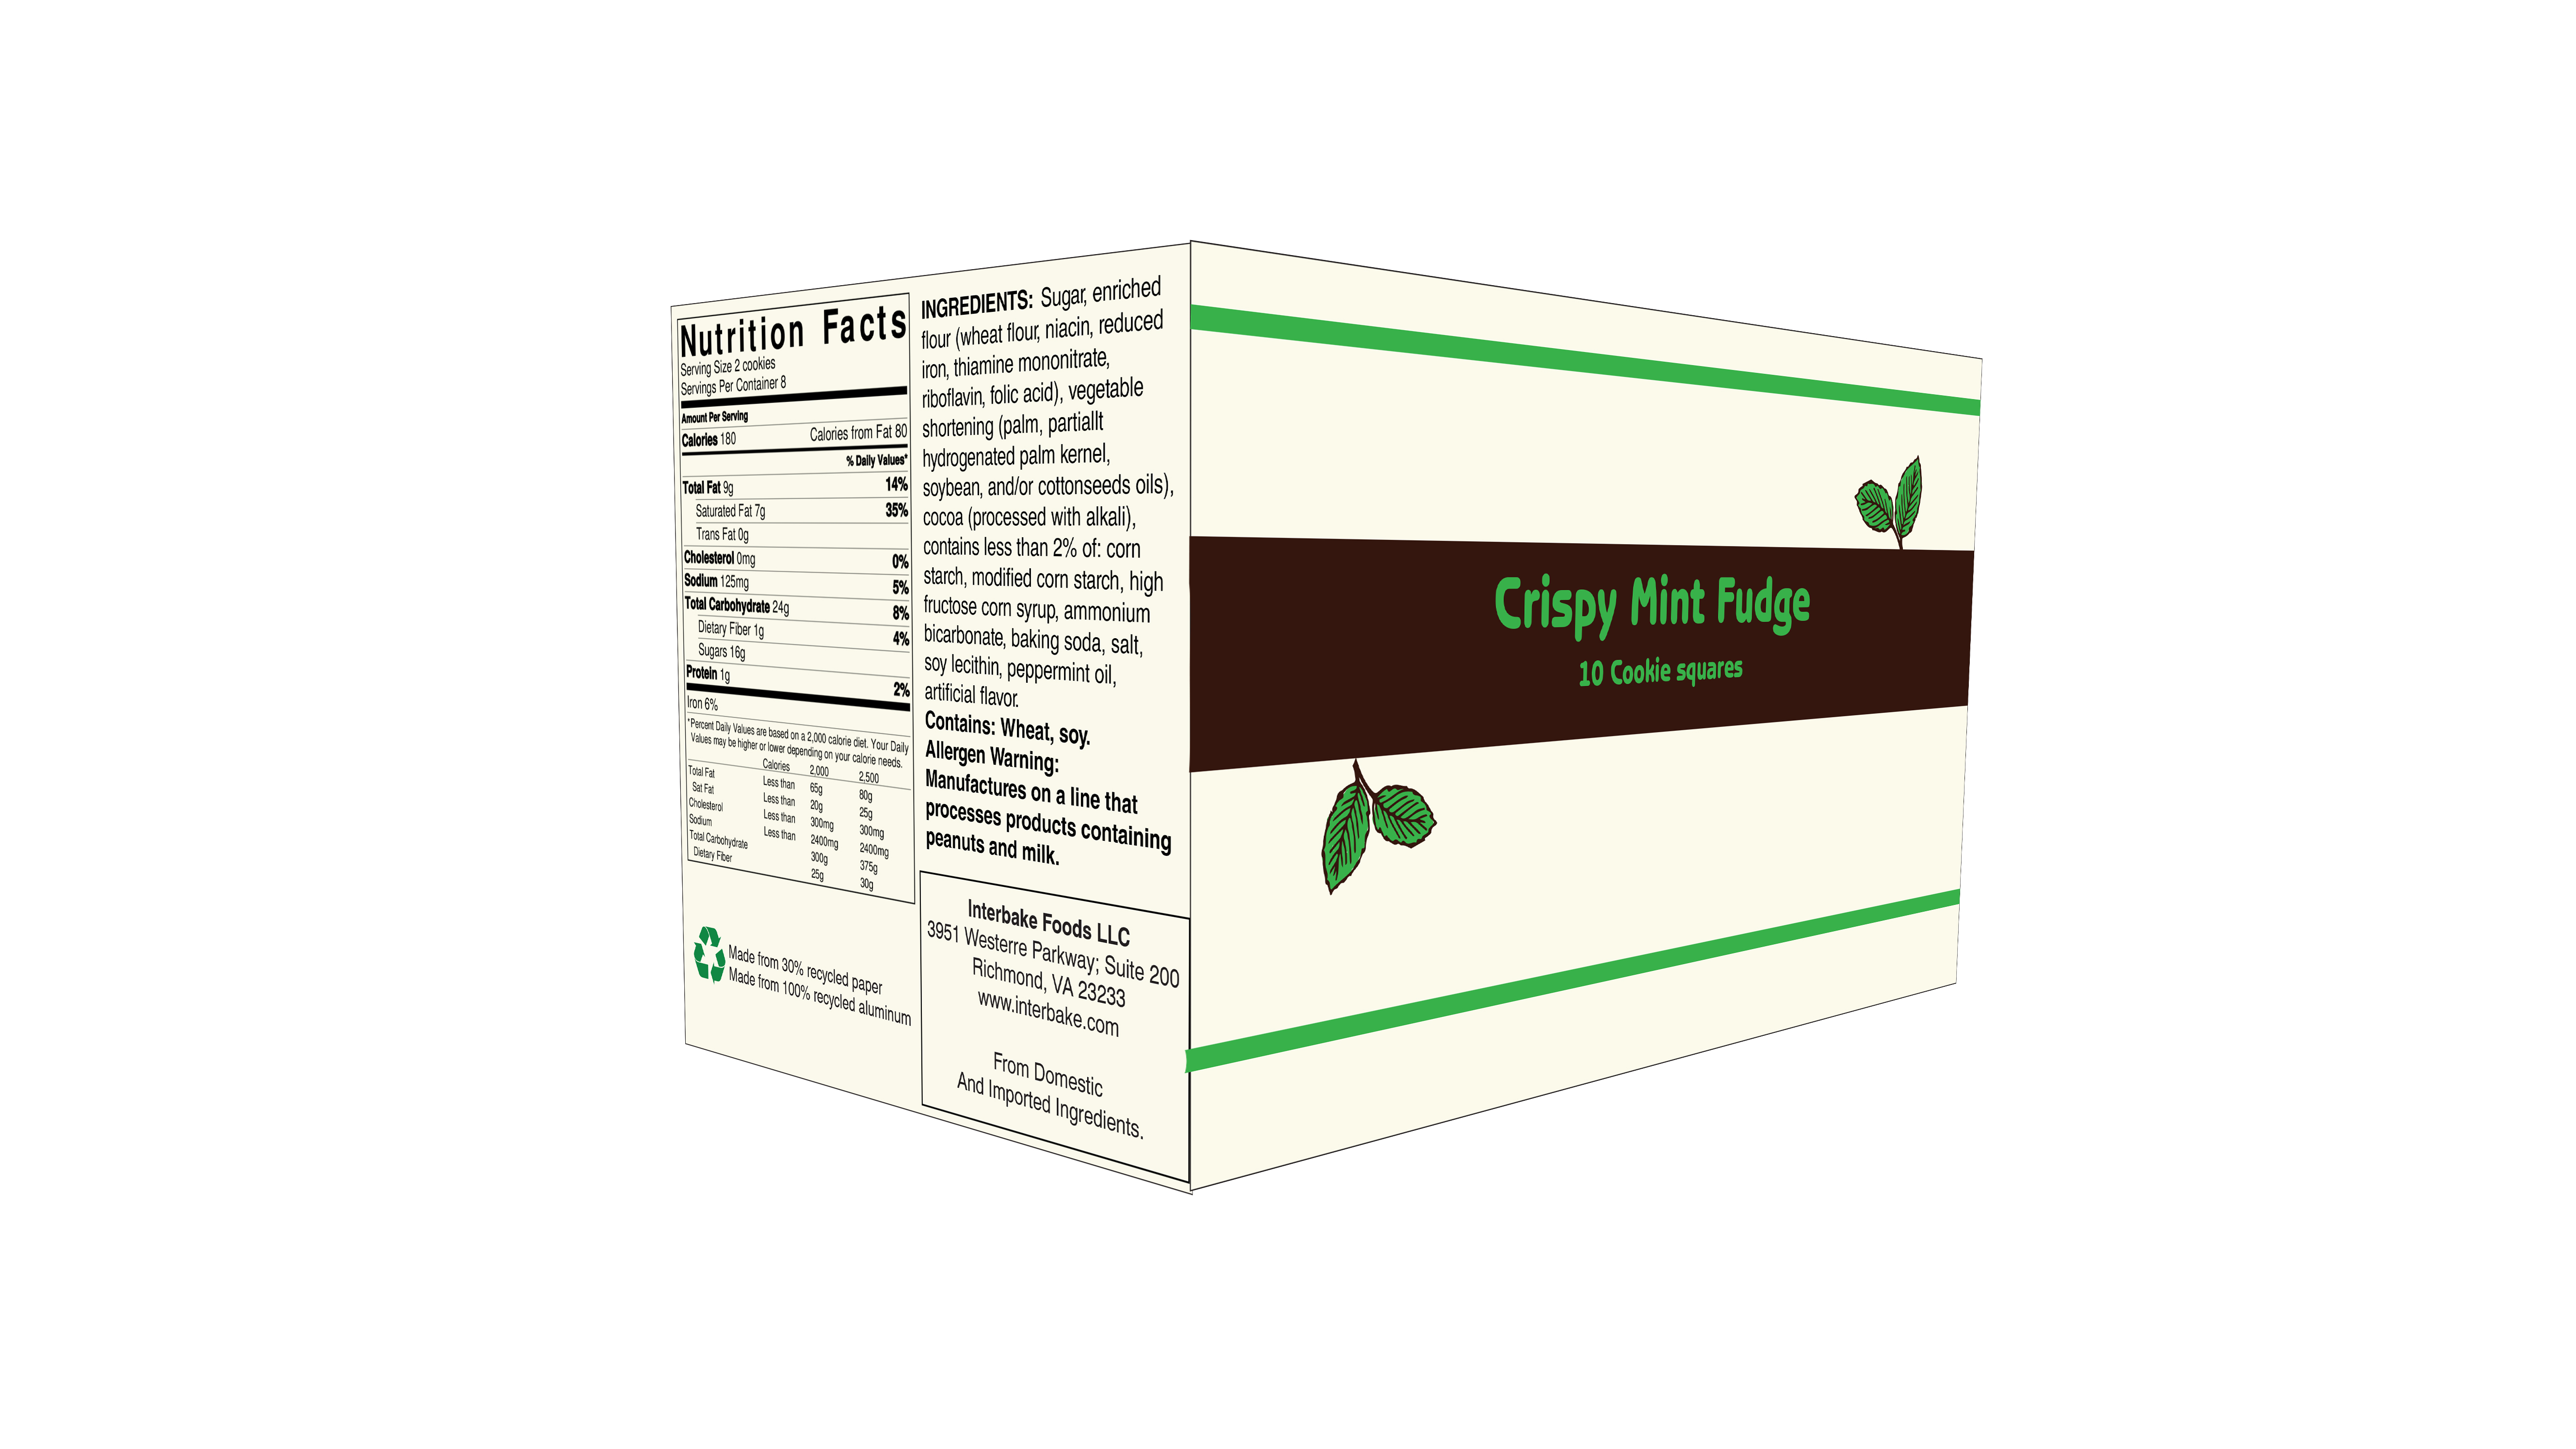 Nutrition Facts
Serving Size 2 cookies
Servings Per Container 8
Amount Per Serving
Calories 180 Calories from Fat 80
% Daily Values*
Total Fat 9g 14%
Saturated Fat 7g 35%
Trans Fat 0g
Cholesterol 0mg 0%
Sodium 125mg 5%
Total Carbohydrate 24g 8%
Dietary Fiber 1g 4%
Sugars 16g
Protein 1g 2%
Iron 6%
*Percent Daily Values are based on a 2,000 calorie diet. Your Daily
Values may be higher or lower depending on your calorie needs.
Calories 2,000 2,500
Total Fat Less than 65g 80g
Sat Fat Less than 20g 25g
Cholesterol Less than 300mg 300mg
Sodium Less than 2400mg 2400mg
Total Carbohydrate 300g 375g
Dietary Fiber 25g 30g
Made from 30% recycled paper
Made from 100% recycled aluminum
INGREDIENTS: Sugar, enriched
flour (wheat flour, niacin, reduced
iron, thiamine mononitrate,
riboflavin, folic acid), vegetable
shortening (palm, partiallt
hydrogenated palm kernel,
soybean, and/or cottonseeds oils),
cocoa (processed with alkali),
contains less than 2% of: corn
starch, modified corn starch, high
fructose corn syrup, ammonium
bicarbonate, baking soda, salt,
soy lecithin, peppermint oil,
artificial flavor.
Contains: Wheat, soy.
Allergen Warning:
Manufactures on a line that
processes products containing
peanuts and milk.
Interbake Foods LLC
3951 Westerre Parkway; Suite 200
Richmond, VA 23233
www.interbake.com
From Domestic
And Imported Ingredients.
Crispy Mint Fudge
10 Cookie squares